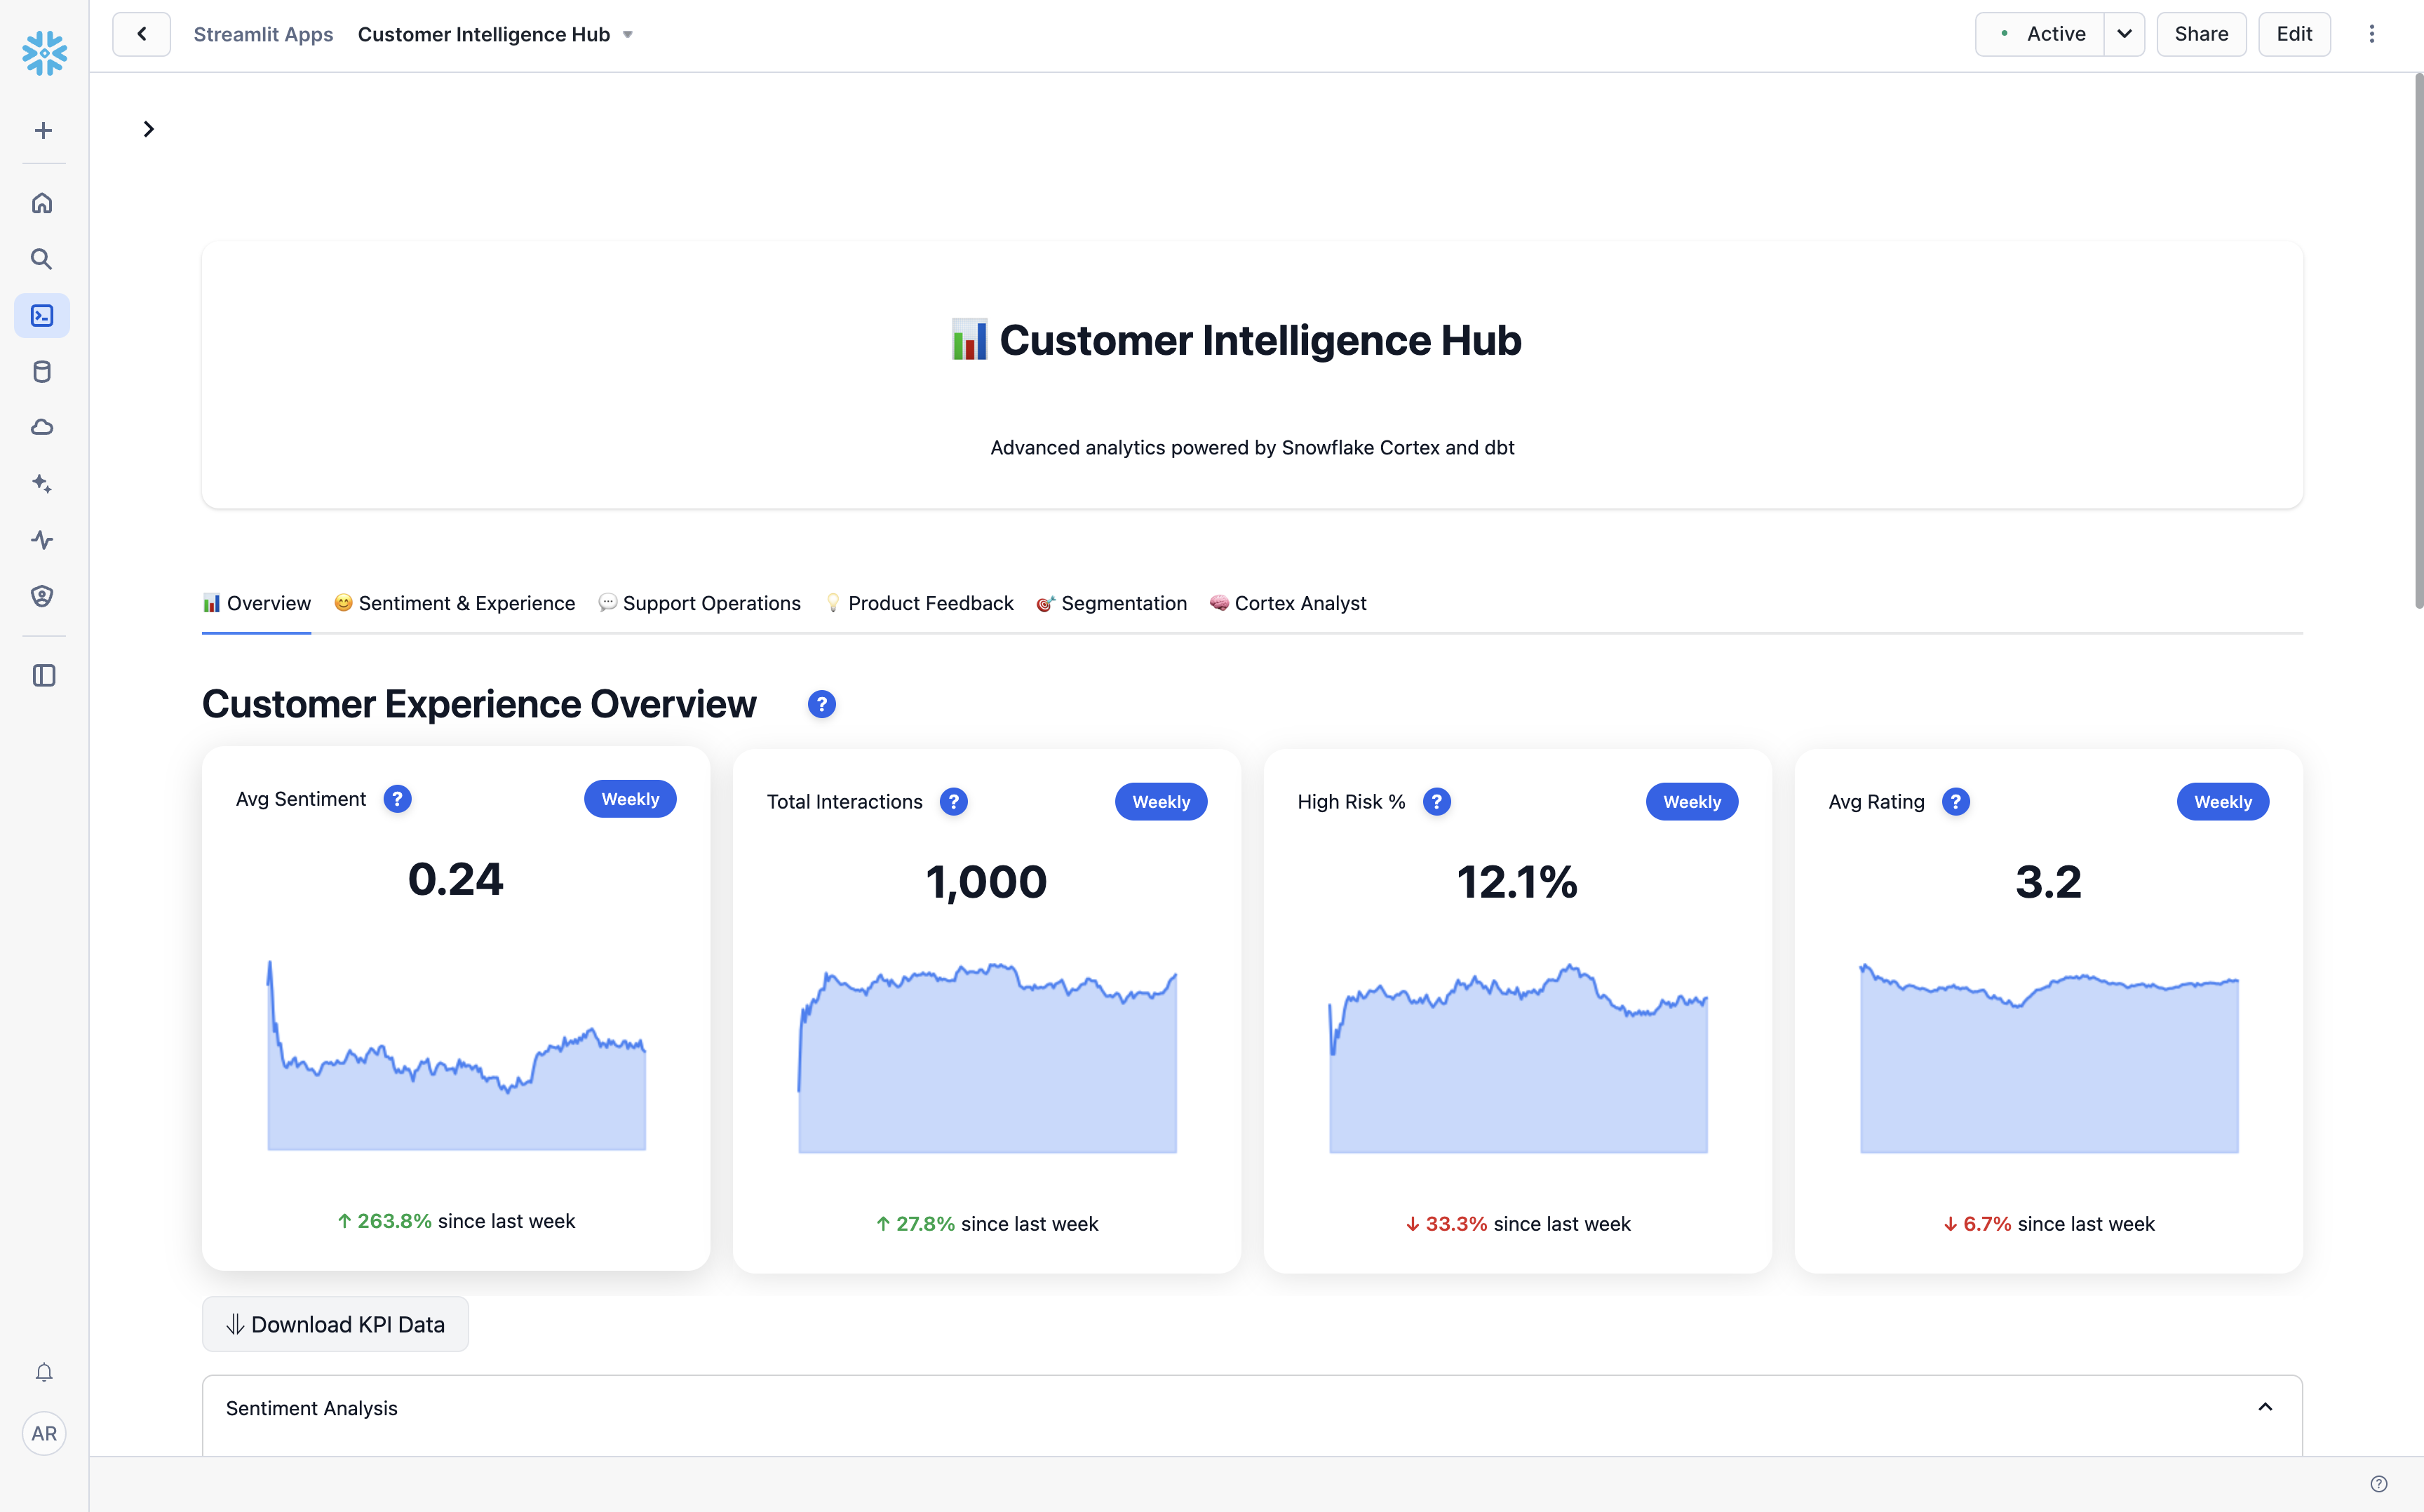 Streamlit Apps Customer Intelligence Hub
Active
Share
Edit
Customer Intelligence Hub
Advanced analytics powered by Snowflake Cortex and dbt
Overview Sentiment & Experience Support Operations Product Feedback Segmentation Cortex Analyst
Customer Experience Overview ?
Avg Sentiment ? Weekly
0.24
↑ 263.8% since last week
Total Interactions ? Weekly
1,000
↑ 27.8% since last week
High Risk % ? Weekly
12.1%
↓ 33.3% since last week
Avg Rating ? Weekly
3.2
↓ 6.7% since last week
Download KPI Data
Sentiment Analysis
AR
?